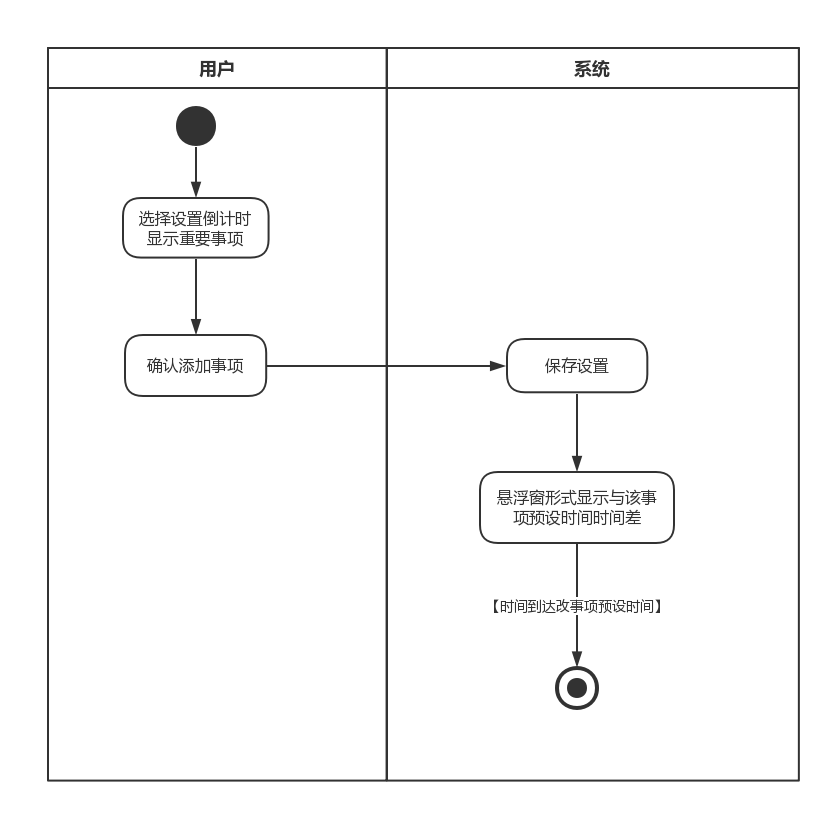 用户
系统
选择设置倒计时
显示重要事项
确认添加事项
保存设置
悬浮窗形式显示与该事
项预设时间时间差
【时间到达改事项预设时间】